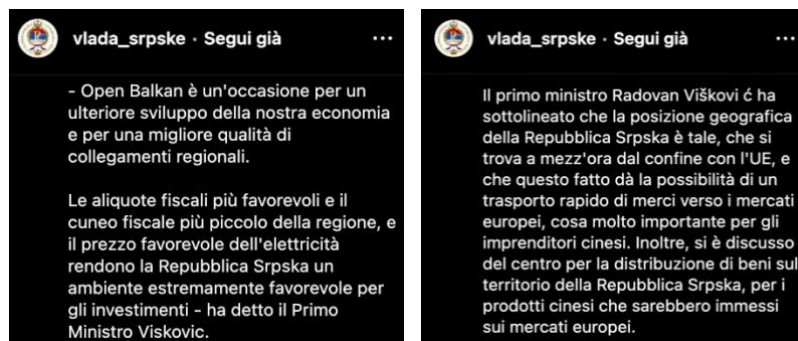 vlada_srpske · Segui già
- Open Balkan è un'occasione per un
ulteriore sviluppo della nostra economia
e per una migliore qualità di
collegamenti regionali.
Le aliquote fiscali più favorevoli e il
cuneo fiscale più piccolo della regione, e
il prezzo favorevole dell'elettricità
rendono la Repubblica Srpska un
ambiente estremamente favorevole per
gli investimenti - ha detto il Primo
Ministro Viskovic.
vlada_srpske · Segui già
Il primo ministro Radovan Viškovi ć ha
sottolineato che la posizione geografica
della Repubblica Srpska è tale, che si
trova a mezz'ora dal confine con l'UE, e
che questo fatto dà la possibilità di un
trasporto rapido di merci verso i mercati
europei, cosa molto importante per gli
imprenditori cinesi. Inoltre, si è discusso
del centro per la distribuzione di beni sul
territorio della Repubblica Srpska, per i
prodotti cinesi che sarebbero immessi
sui mercati europei.